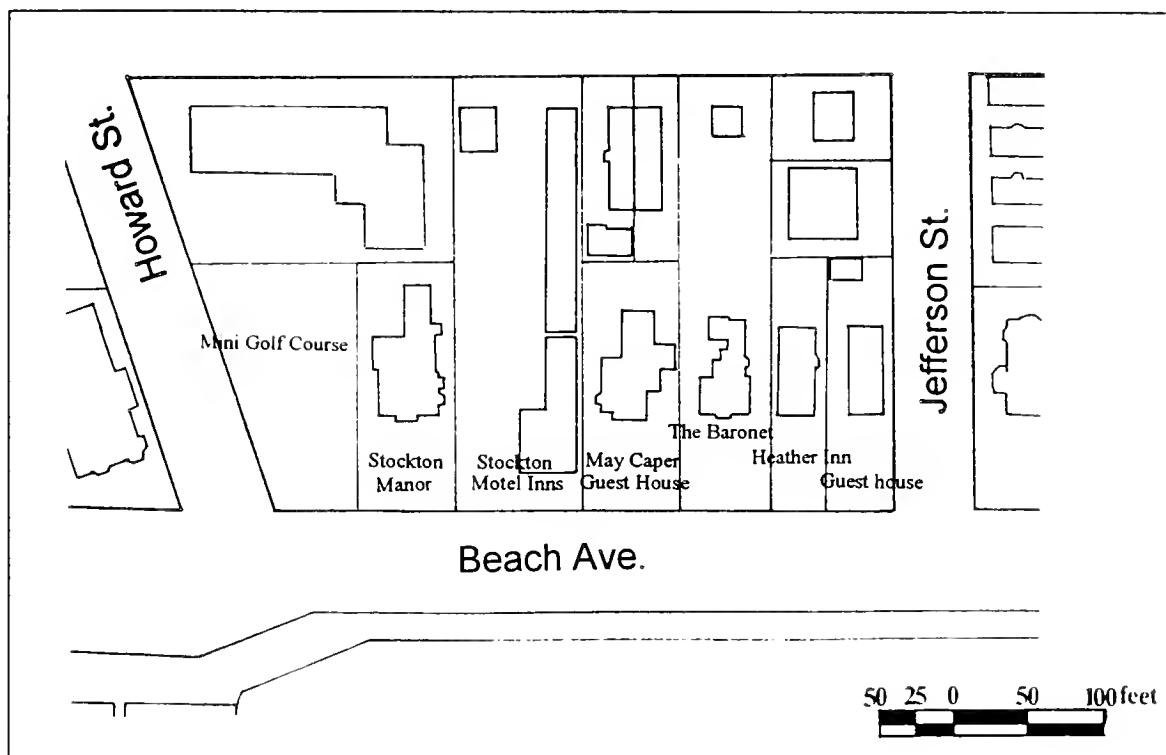 Howard St.
Jefferson St.
Mini Golf Course
The Baronet
Stockton
Manor
Stockton
Motel Inns
May Caper
Guest House
Heather Inn
Guest house
Beach Ave.
50 25 0 50 100 feet